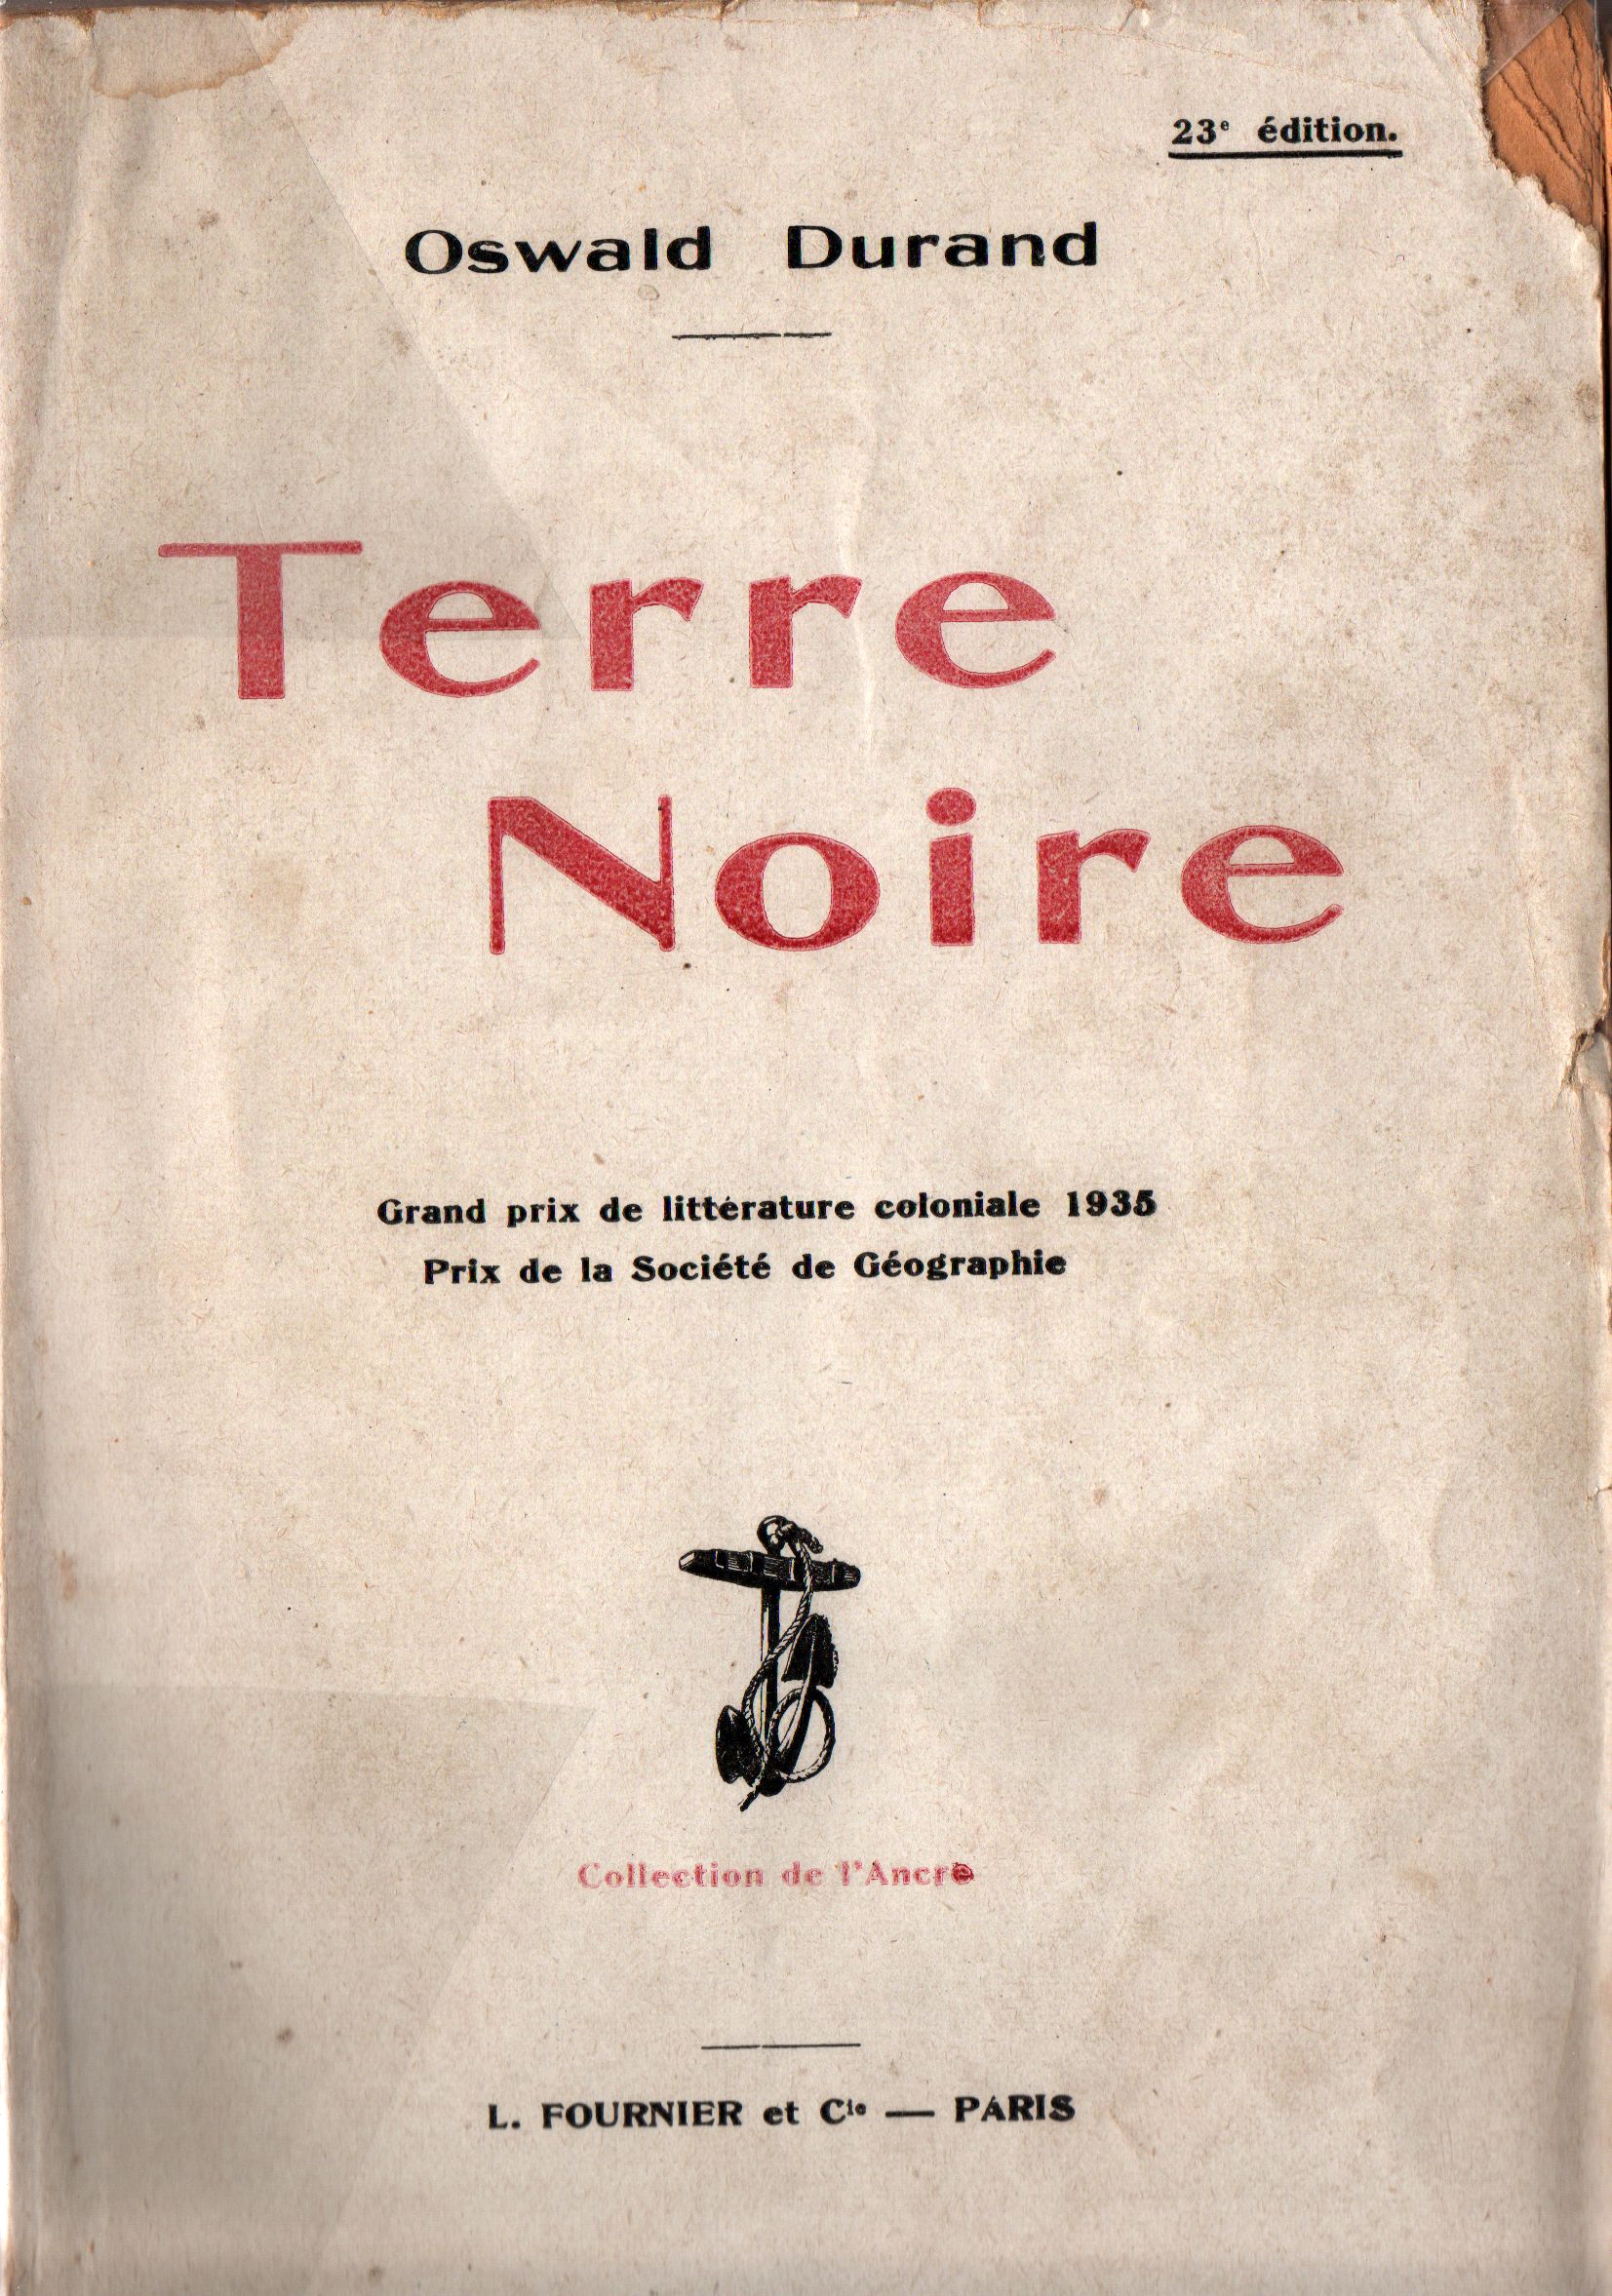 23e édition.
Oswald Durand
Terre
Noire
Grand prix de littérature coloniale 1935
Prix de la Société de Géographie
Collection de l'Ancre
L. FOURNIER et Cie — PARIS